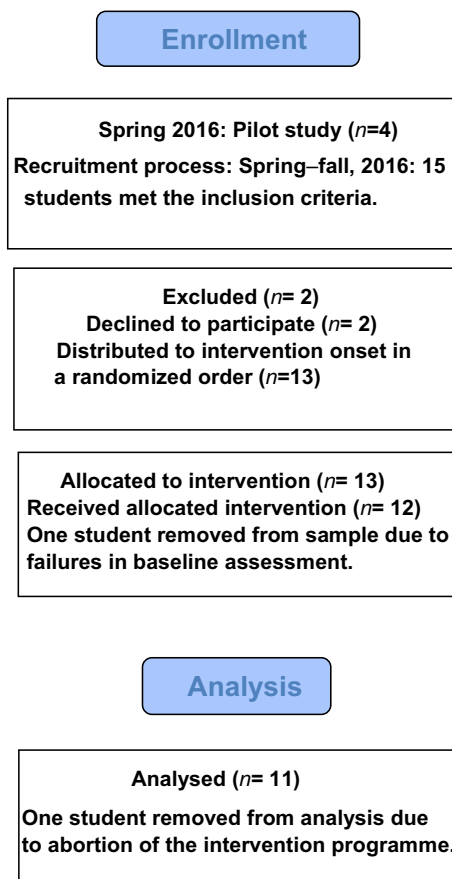 Enrollment
Spring 2016: Pilot study (n=4)
Recruitment process: Spring–fall, 2016: 15
students met the inclusion criteria.
Excluded (n= 2)
Declined to participate (n= 2)
Distributed to intervention onset in
a randomized order (n=13)
Allocated to intervention (n= 13)
Received allocated intervention (n= 12)
One student removed from sample due to
failures in baseline assessment.
Analysis
Analysed (n= 11)
One student removed from analysis due
to abortion of the intervention programme.